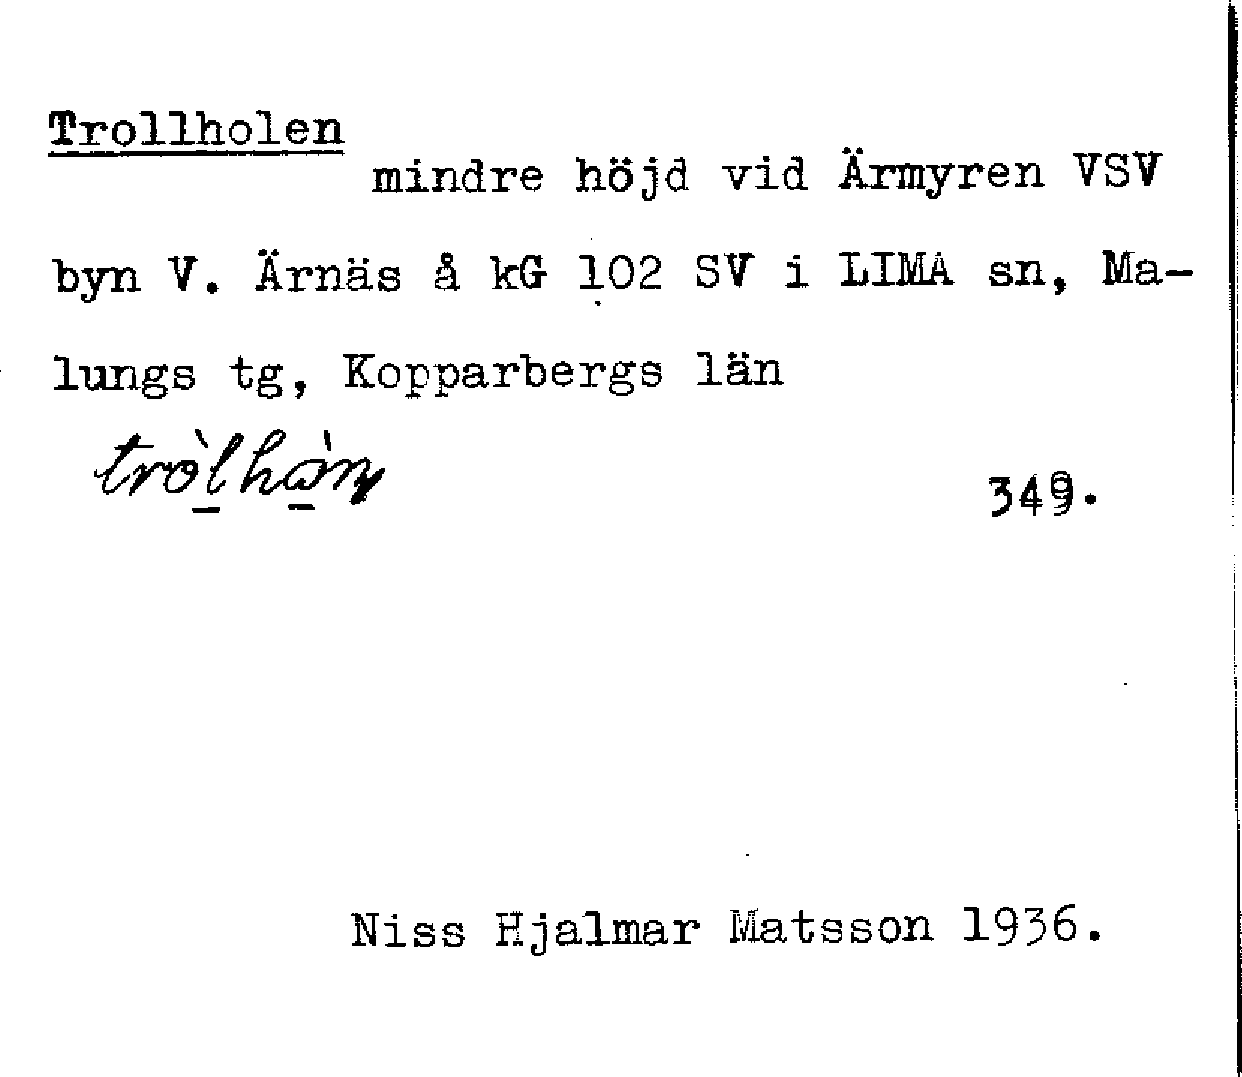 Trollholen
mindre höjd vid Ärmyren VSV
byn V. Ärnäs å kG 102 SV i LIMA sn, Ma-
lungs tg, Kopparbergs län
349.
Niss Hjalmar Matsson 1936.